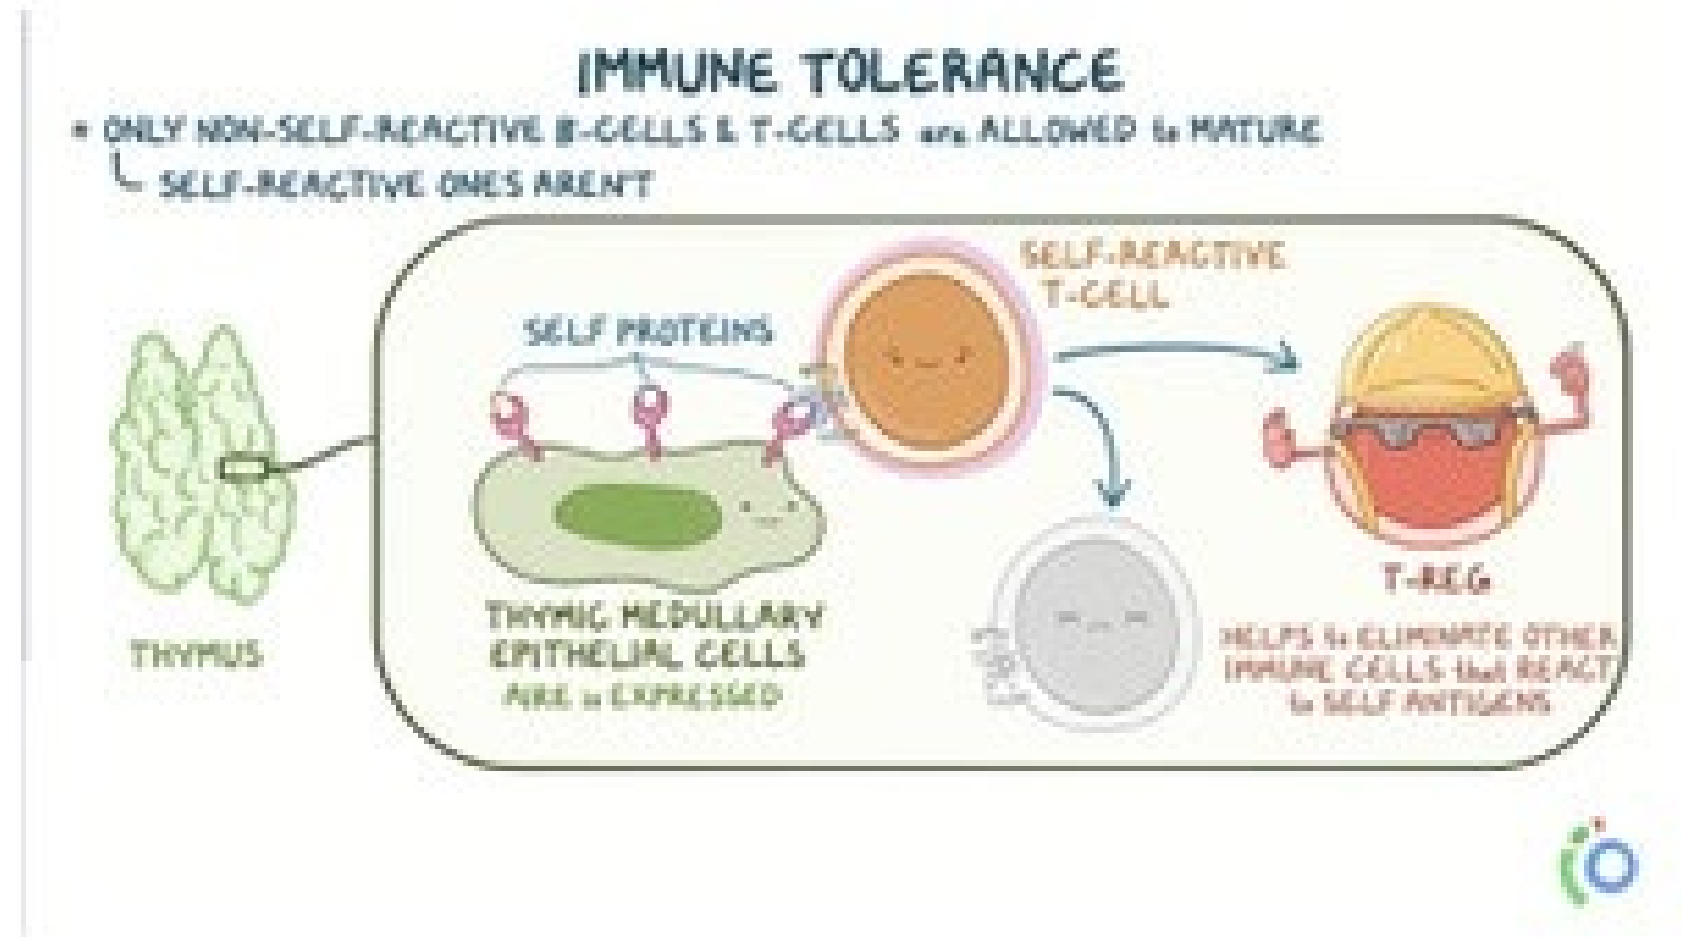 IMMUNE TOLERANCE
* ONLY NON-SELF-REACTIVE B-CELLS & T-CELLS are ALLOWED to MATURE
SELF-REACTIVE ONES AREN'T
SELF-REACTIVE
T-CELL
SELF PROTEINS
THYMUS
THYMIC MEDULLARY
EPITHELIAL CELLS
AIRE is EXPRESSED
T-REG
HELPS to ELIMINATE OTHER
IMMUNE CELLS that REACT
to SELF ANTIGENS